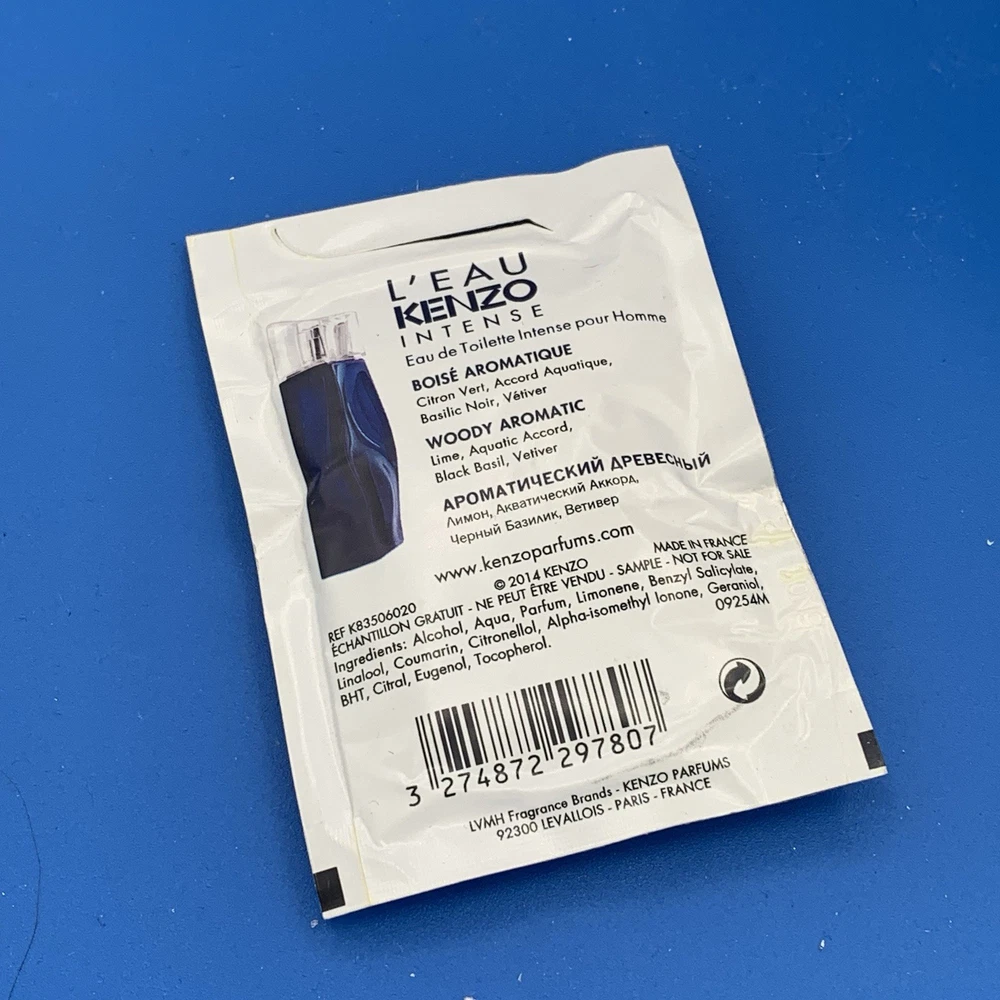 L'EAU
KENZO
INTENSE
Eau de Toilette Intense pour Homme
BOISÉ AROMATIQUE
Citron Vert, Accord Aquatique,
Basilic Noir, Vétiver
WOODY AROMATIC
Lime, Aquatic Accord,
Black Basil, Vetiver
АРОМАТИЧЕСКИЙ ДРЕВЕСНЫЙ
Лимон, Акватический Аккорд,
Черный Базилик, Ветивер
www.kenzoparfums.com
© 2014 KENZO
MADE IN FRANCE
REF K83506020
ÉCHANTILLON GRATUIT - NE PEUT ÊTRE VENDU - SAMPLE - NOT FOR SALE
Ingredients: Alcohol, Aqua, Parfum, Limonene, Benzyl Salicylate,
Linalool, Coumarin, Citronellol, Alpha-isomethyl Ionone, Geraniol,
BHT, Citral, Eugenol, Tocopherol.
09254M
3 274872 297807
LVMH Fragrance Brands - KENZO PARFUMS
92300 LEVALLOIS - PARIS - FRANCE